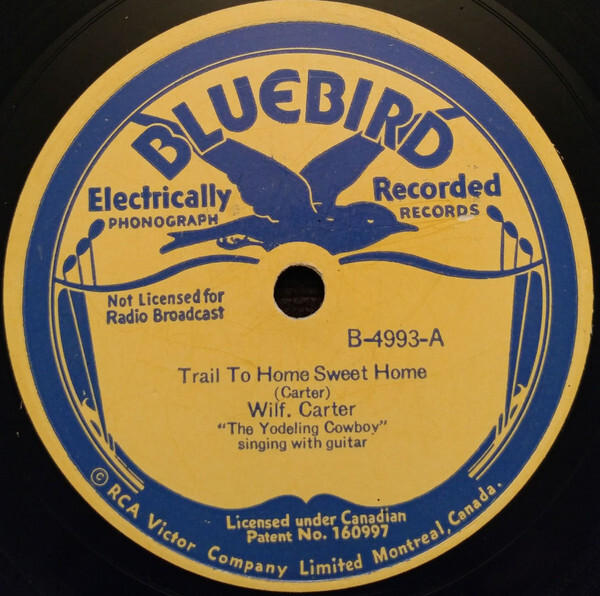 BLUEBIRD
Electrically Recorded
PHONOGRAPH RECORDS
Not Licensed for
Radio Broadcast
B-4993-A
Trail To Home Sweet Home
(Carter)
Wilf. Carter
"The Yodeling Cowboy"
singing with guitar
Licensed under Canadian
Patent No. 160997
© RCA Victor Company Limited Montreal, Canada.